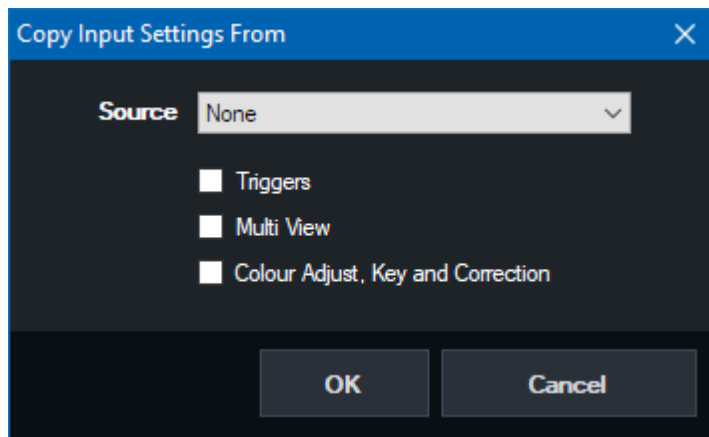 Copy Input Settings From
Source None
Triggers
Multi View
Colour Adjust, Key and Correction
OK Cancel